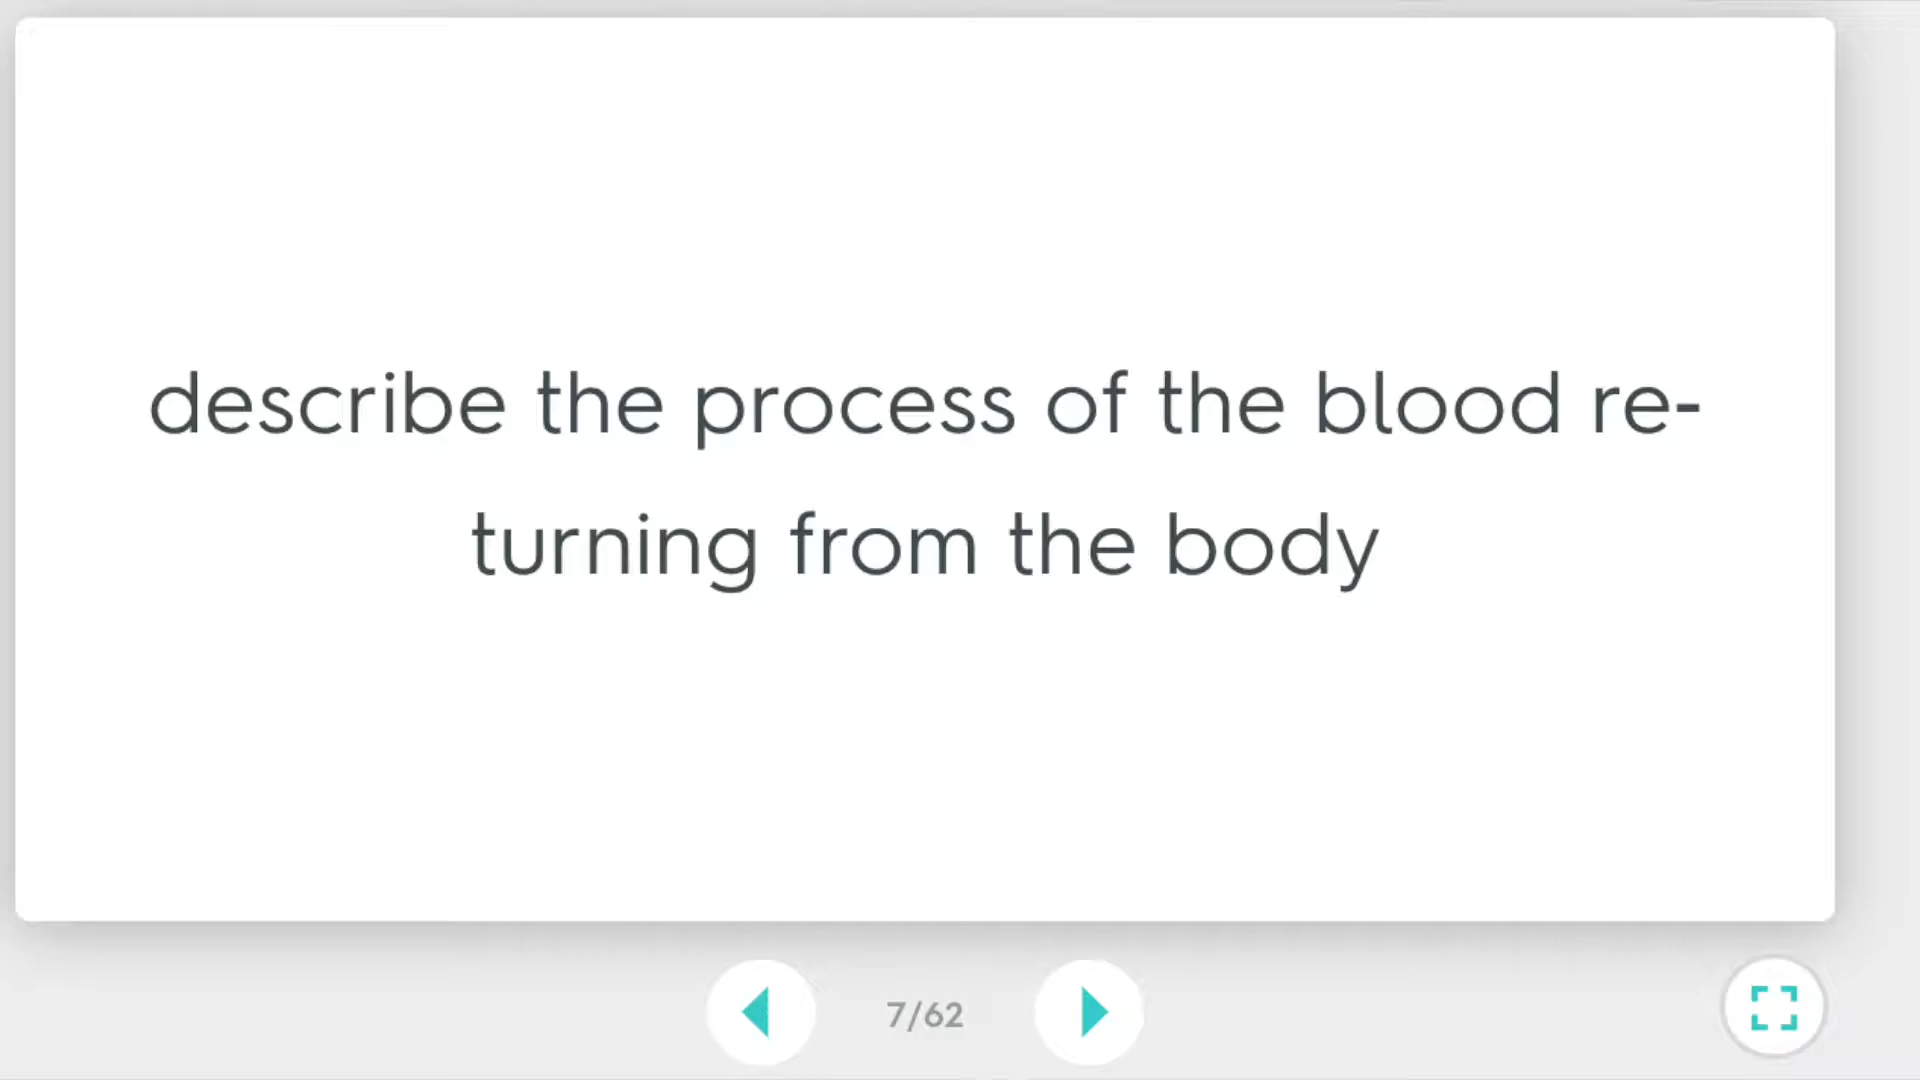 describe the process of the blood re-
turning from the body
7/62